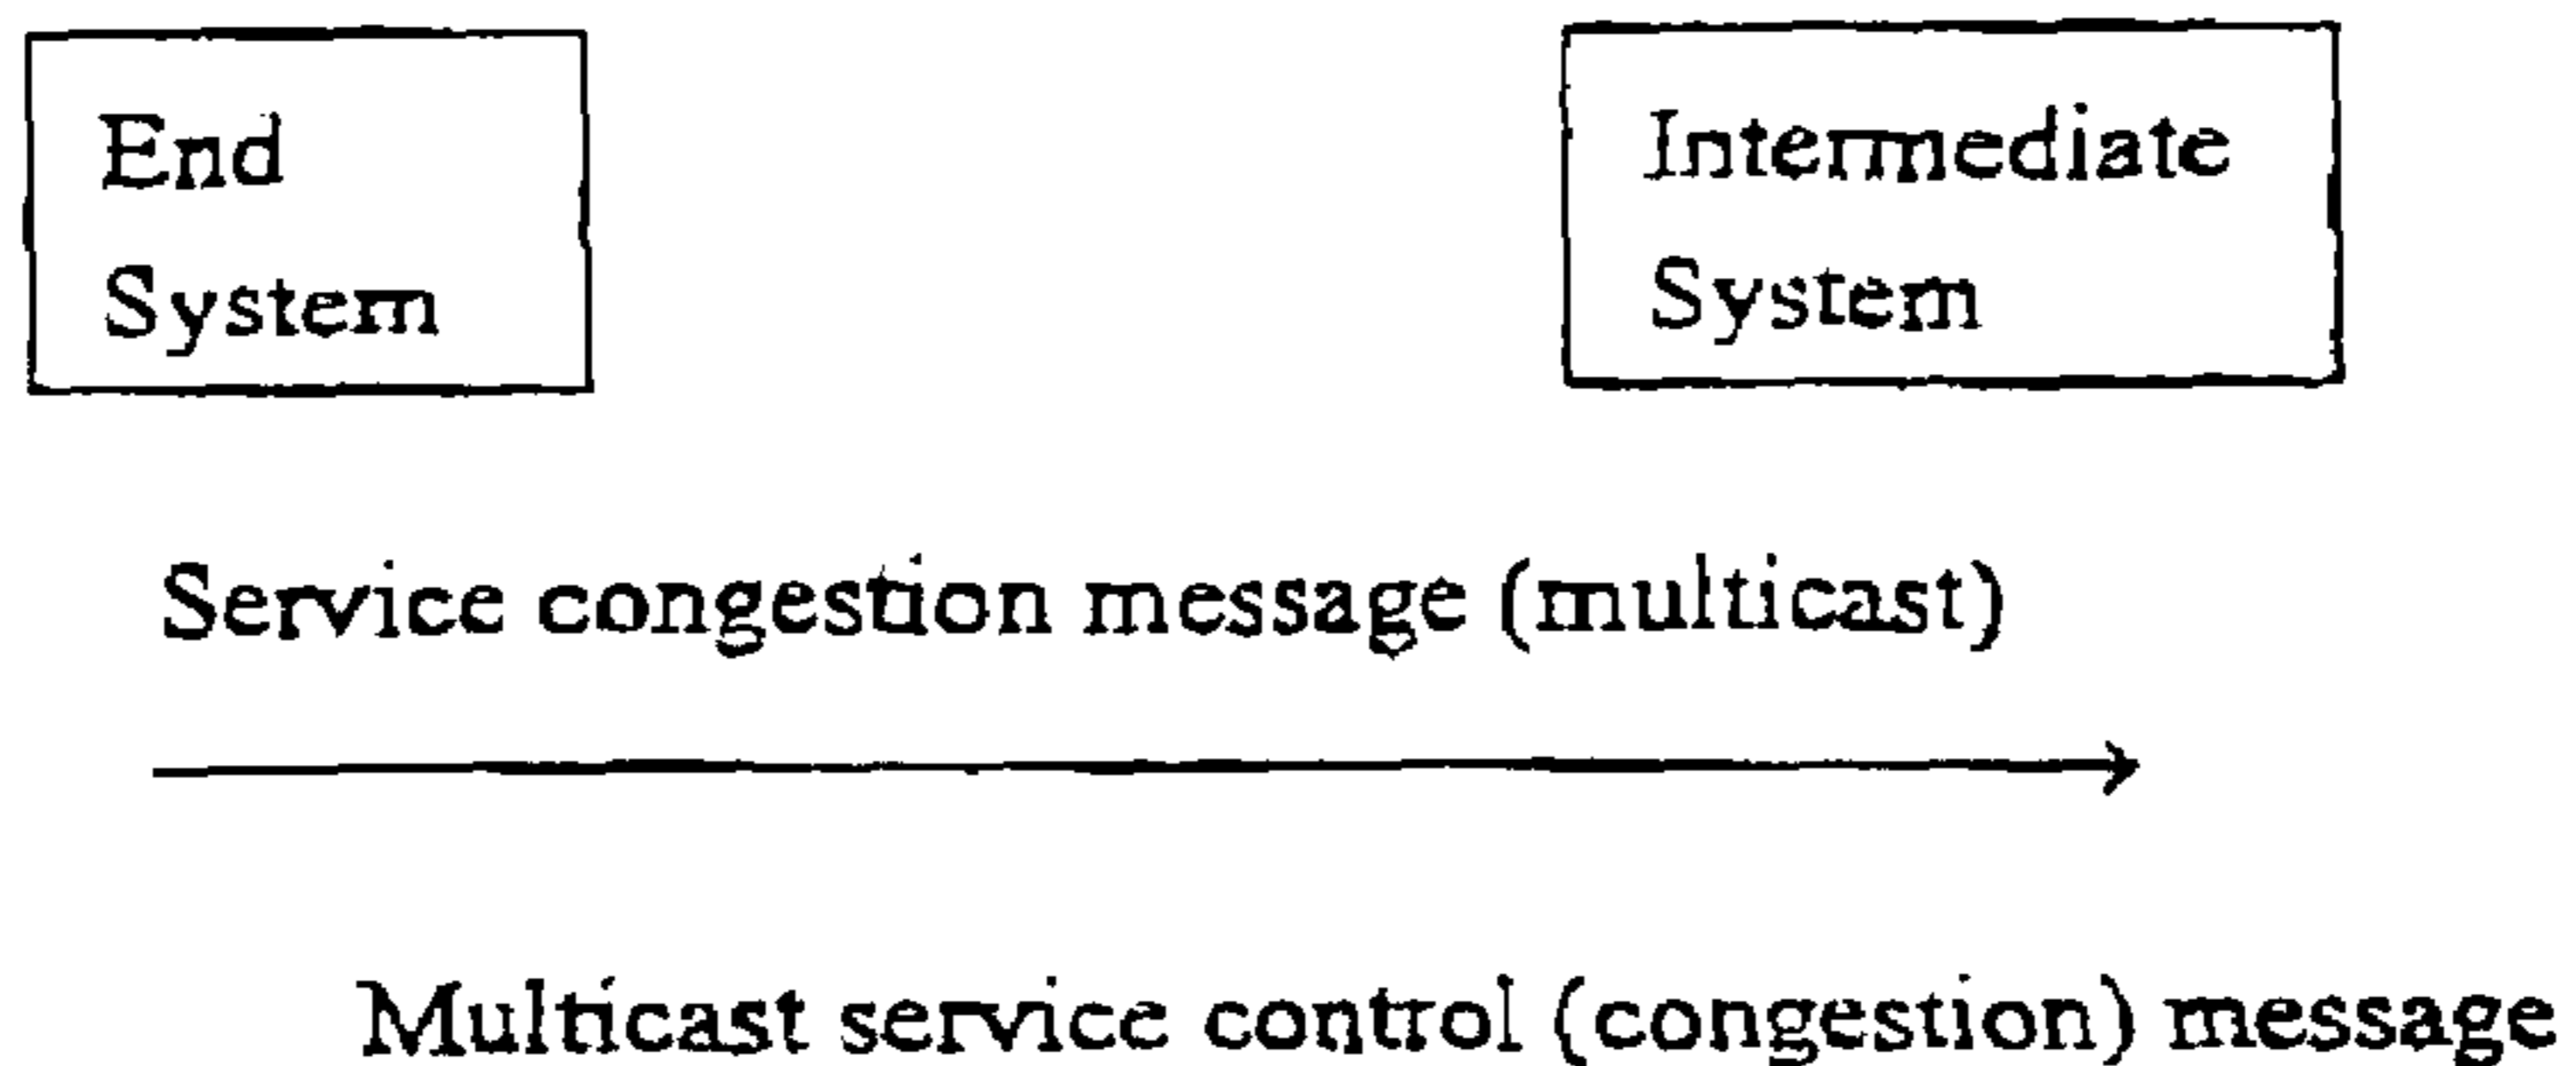 End
System
Intermediate
System
Service congestion message (multicast)
Multicast service control (congestion) message